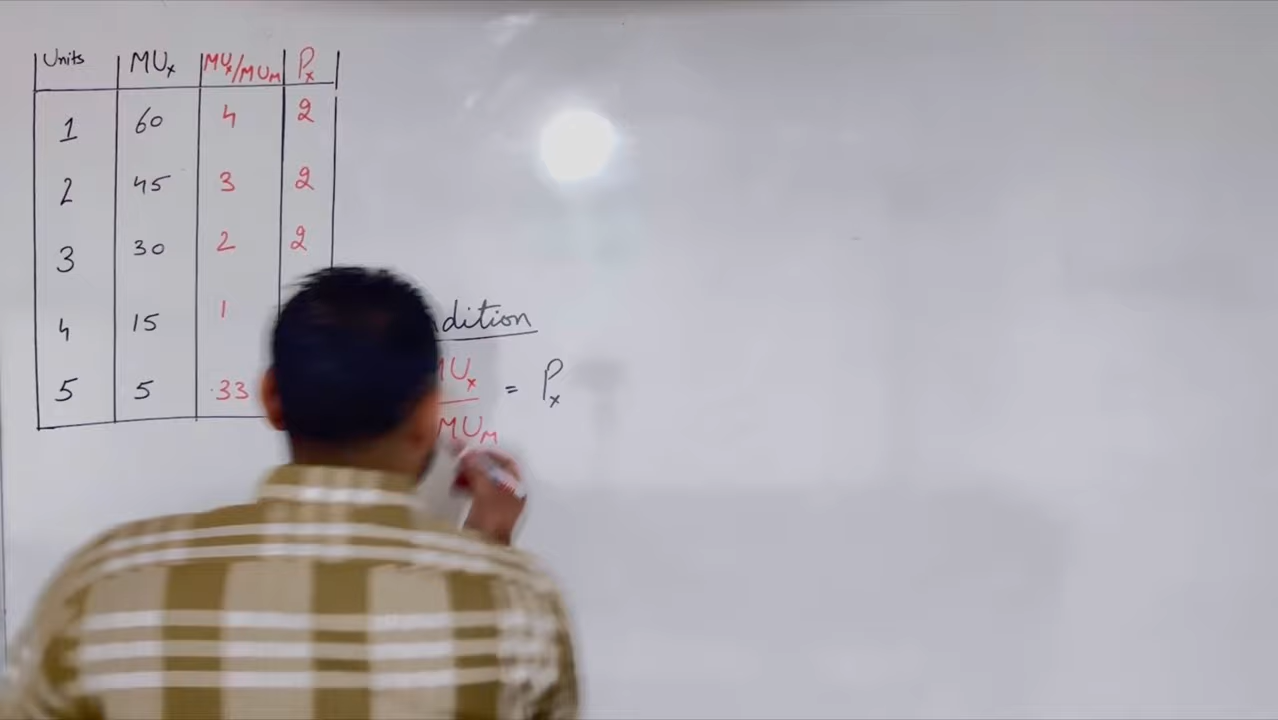 Units MUx MUx/MUM Px
1 60 4 2
2 45 3 2
3 30 2 2
4 15 1
5 5 .33
dition
MUx
= Px
MUM